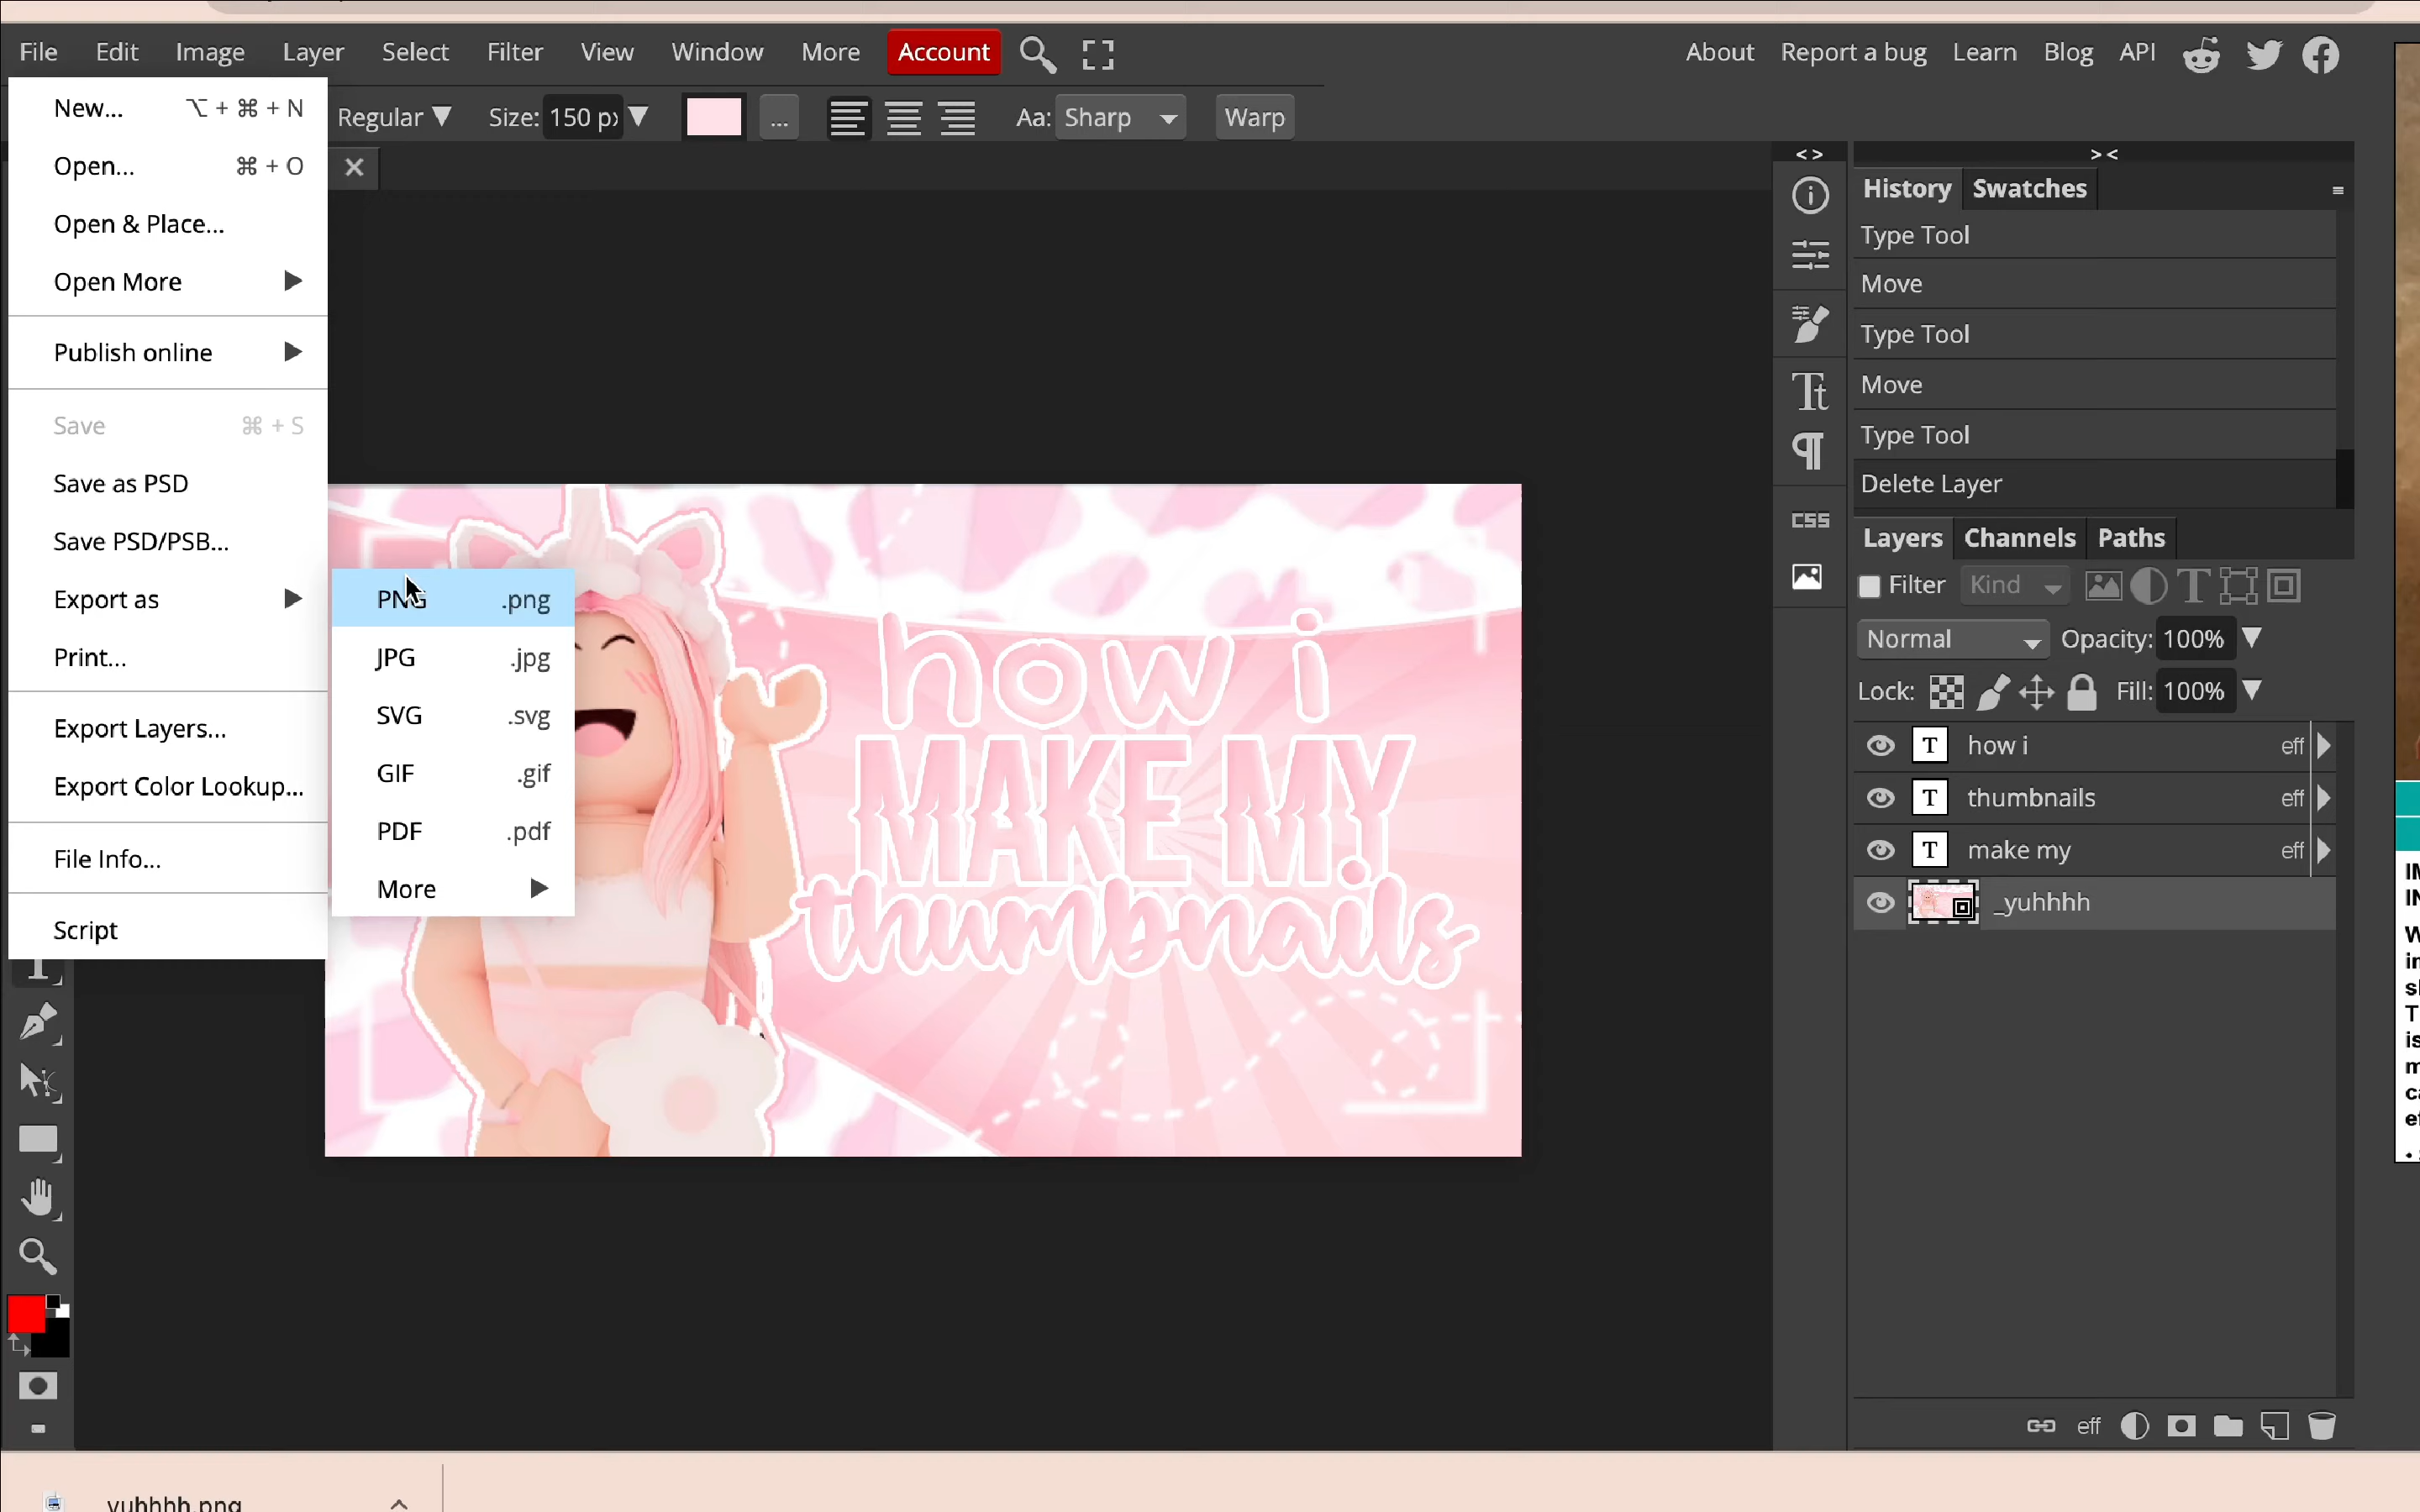 File Edit Image Layer Select Filter View Window More Account About Report a bug Learn Blog API
New... ⌥ + ⌘ + N
Open... ⌘ + O
Open & Place...
Open More
Publish online
Save ⌘ + S
Save as PSD
Save PSD/PSB...
Export as
Print...
Export Layers...
Export Color Lookup...
File Info...
Script
Regular Size: 150 px ... Aa: Sharp Warp
PNG .png
JPG .jpg
SVG .svg
GIF .gif
PDF .pdf
More
how i
MAKE MY
thumbnails
CSS
History Swatches
Type Tool
Move
Type Tool
Move
Type Tool
Delete Layer
Layers Channels Paths
Filter Kind
Normal Opacity: 100%
Lock: Fill: 100%
T how i eff
T thumbnails eff
T make my eff
_yuhhhh
eff
yuhhhh.png